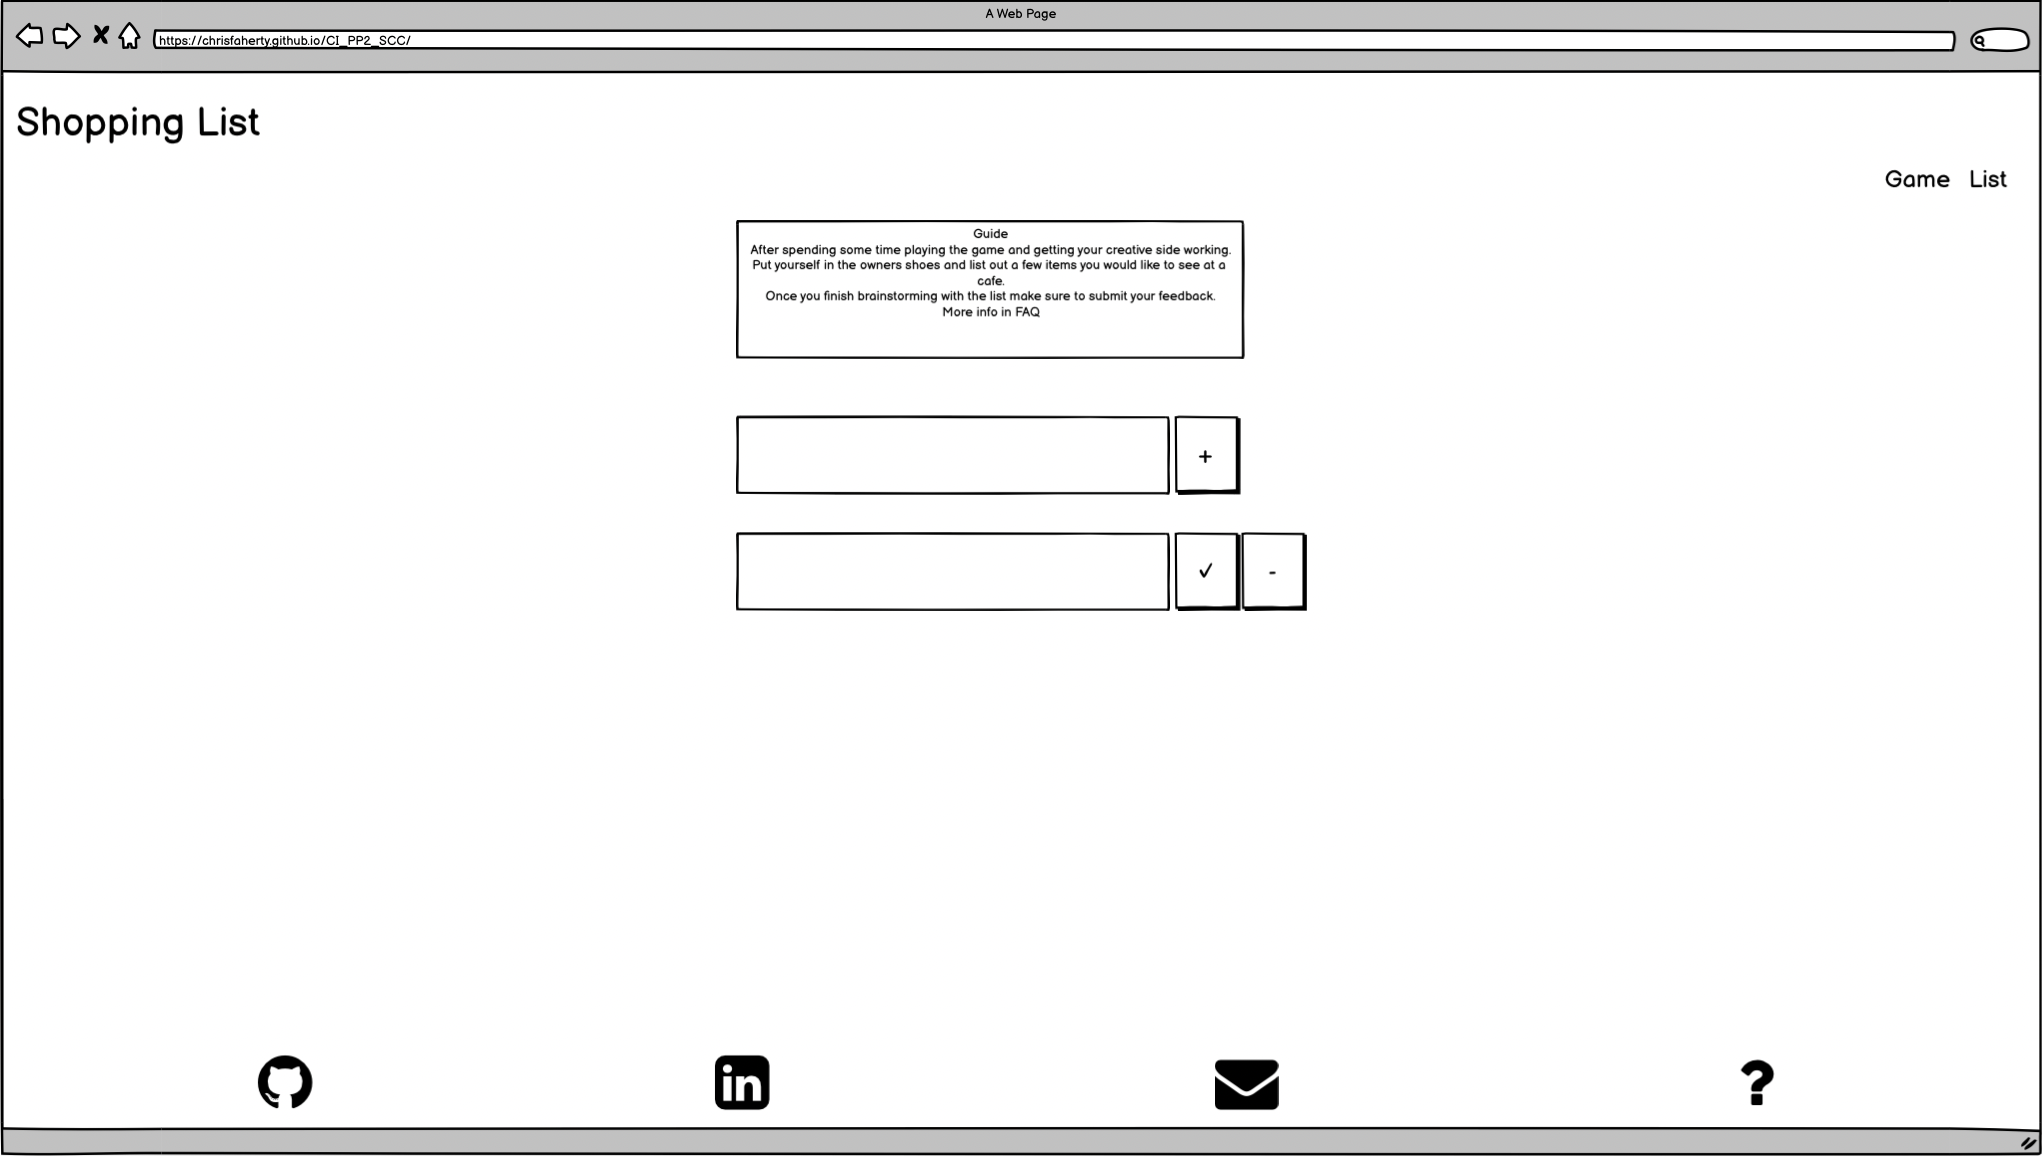 A Web Page
https://chrisfaherty.github.io/CI_PP2_SCC/
Shopping List
Game List
Guide
After spending some time playing the game and getting your creative side working.
Put yourself in the owners shoes and list out a few items you would like to see at a
cafe.
Once you finish brainstorming with the list make sure to submit your feedback.
More info in FAQ
+
✓ -
in
?